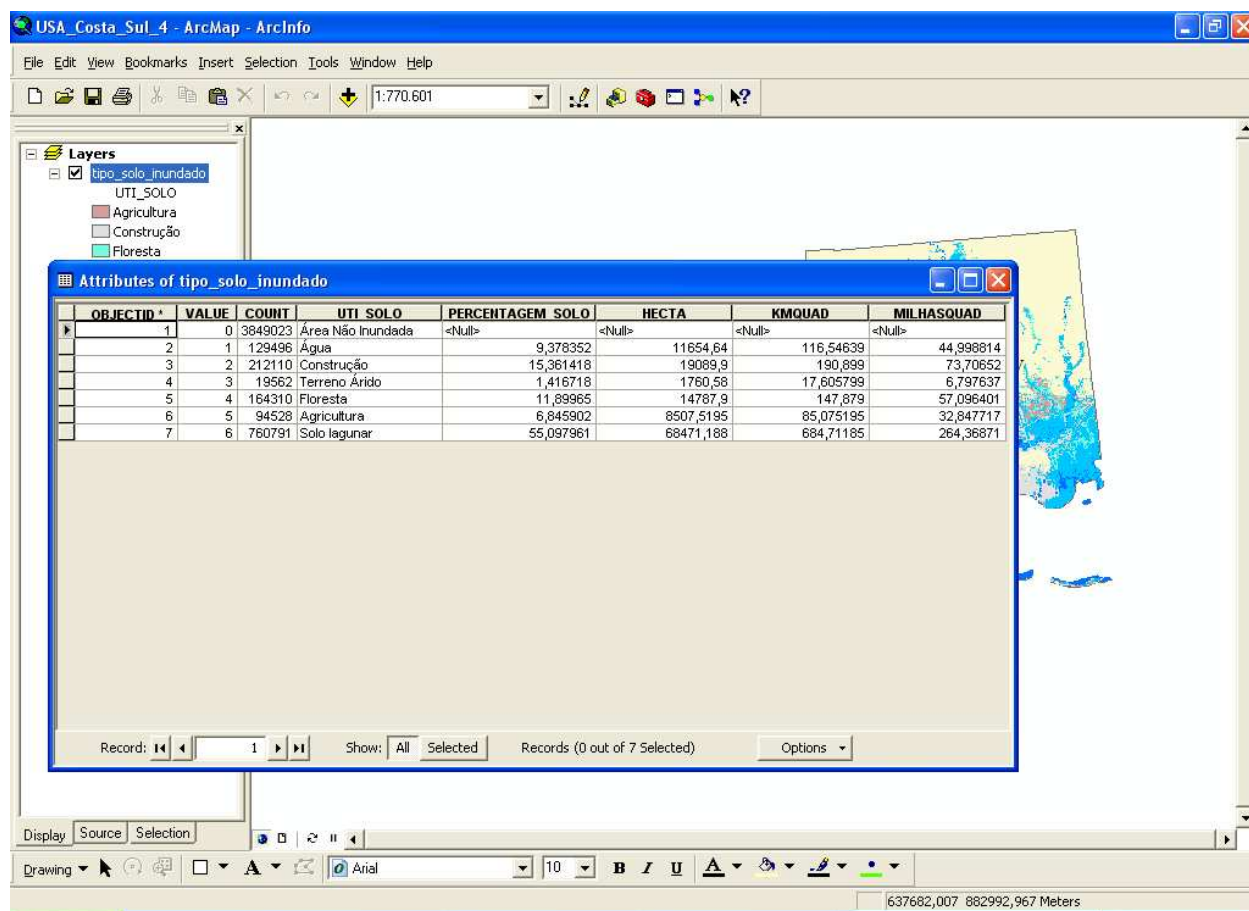 USA_Costa_Sul_4 - ArcMap - ArcInfo
File Edit View Bookmarks Insert Selection Tools Window Help
1:770.601
Layers
tipo_solo_inundado
UTI_SOLO
Agricultura
Construção
Floresta
Attributes of tipo_solo_inundado
OBJECTID * VALUE COUNT UTI_SOLO PERCENTAGEM_SOLO HECTA KMQUAD MILHASQUAD
1 0 3849023 Área Não Inundada <Null> <Null> <Null> <Null>
2 1 129496 Água 9,378352 11654,64 116,54639 44,998814
3 2 212110 Construção 15,361418 19089,9 190,899 73,70652
4 3 19562 Terreno Árido 1,416718 1760,58 17,605799 6,797637
5 4 164310 Floresta 11,89965 14787,9 147,879 57,096401
6 5 94528 Agricultura 6,845902 8507,5195 85,075195 32,847717
7 6 760791 Solo lagunar 55,097961 68471,188 684,71185 264,36871
Record: 1 Show: All Selected Records (0 out of 7 Selected) Options
Display Source Selection
Drawing A Arial 10 B I U A
637682,007 882992,967 Meters